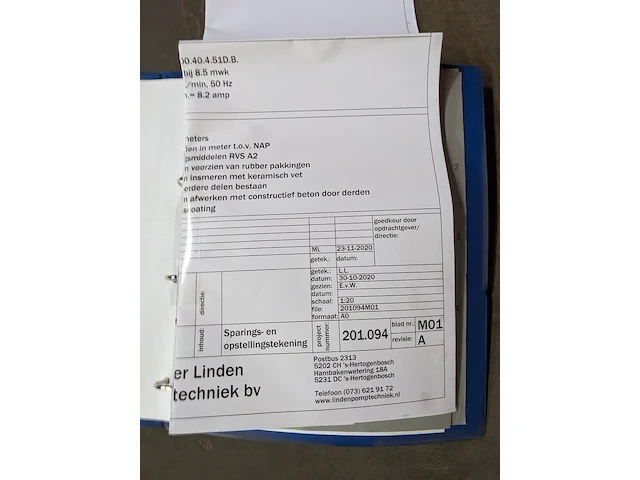 00.40.4.51D.B.
bij 8.5 mwk
/min, 50 Hz
= 8.2 amp
meters
ten in meter t.o.v. NAP
gsmiddelen RVS A2
n voorzien van rubber pakkingen
n insmeren met keramisch vet
erdere delen bestaan
n afwerken met constructief beton door derden
scoating
goedkeur door
opdrachtgever/
directie:
ML 23-11-2020
getek.: datum:
directie:
getek.: L.L
datum: 30-10-2020
gezien: E.v.W.
datum:
schaal: 1:20
file: 201094M01
formaat: A0
inhoud: Sparings- en
opstellingstekening
project
nummer: 201.094
blad nr.: M01
revisie: A
er Linden
techniek bv
Postbus 2313
5202 CH 's-Hertogenbosch
Hambakenwetering 18A
5231 DC 's-Hertogenbosch
Telefoon (073) 621 91 72
www.lindenpomptechniek.nl
2
3